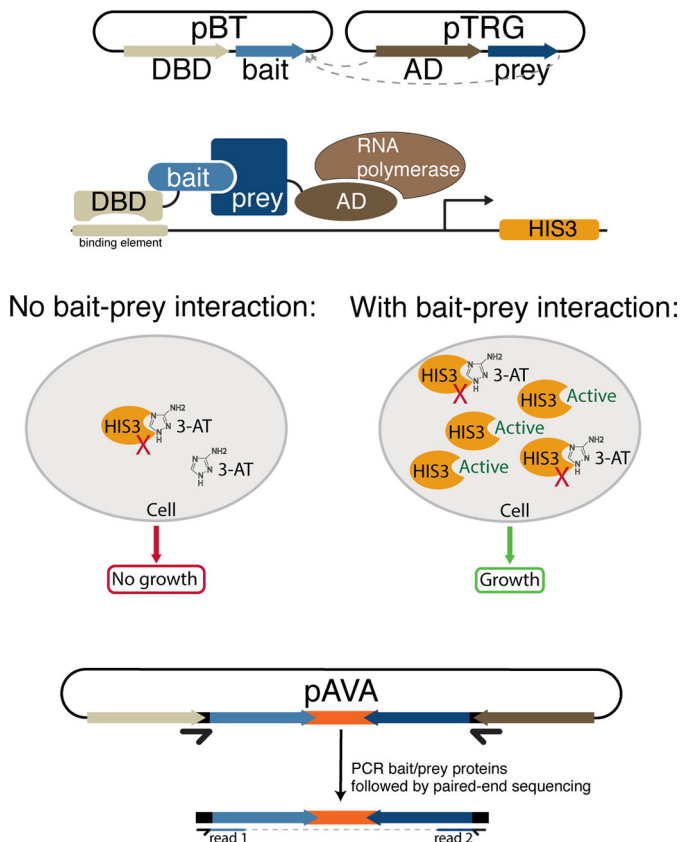 pBT
pTRG
DBD
bait
AD
prey
RNA
polymerase
bait
DBD
prey
AD
binding element
HIS3
No bait-prey interaction:
With bait-prey interaction:
HIS3
X
N
N
N
H
NH2
3-AT
N
N
N
H
NH2
3-AT
Cell
No growth
HIS3
X
N
N
N
H
NH2
3-AT
HIS3
Active
HIS3
Active
HIS3
X
N
N
N
H
NH2
3-AT
HIS3
Active
Cell
Growth
pAVA
PCR bait/prey proteins
followed by paired-end sequencing
read 1
read 2